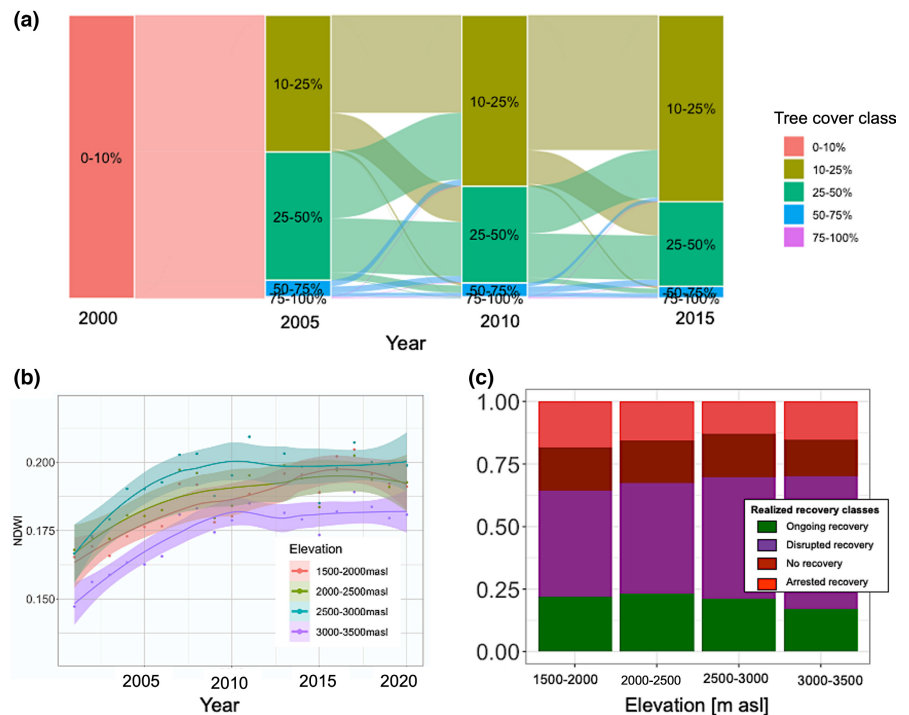 (a)
0-10%
10-25%
25-50%
50-75%
75-100%
10-25%
25-50%
50-75%
75-100%
10-25%
25-50%
50-75%
75-100%
2000
2005
2010
2015
Year
Tree cover class
0-10%
10-25%
25-50%
50-75%
75-100%
(b)
NDWI
0.200
0.175
0.150
Elevation
1500-2000masl
2000-2500masl
2500-3000masl
3000-3500masl
2005
2010
2015
2020
Year
(c)
1.00
0.75
0.50
0.25
0.00
Realized recovery classes
Ongoing recovery
Disrupted recovery
No recovery
Arrested recovery
1500-2000
2000-2500
2500-3000
3000-3500
Elevation [m asl]